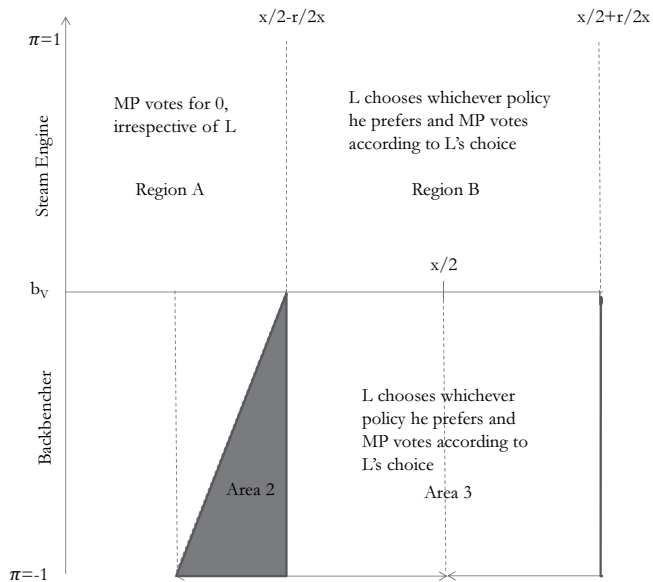 x/2-r/2x
x/2+r/2x
π=1
MP votes for 0,
irrespective of L
L chooses whichever policy
he prefers and MP votes
according to L's choice
Steam Engine
Region A
Region B
x/2
bV
L chooses whichever
policy he prefers and
MP votes according to
L's choice
Backbencher
Area 2
Area 3
π=-1